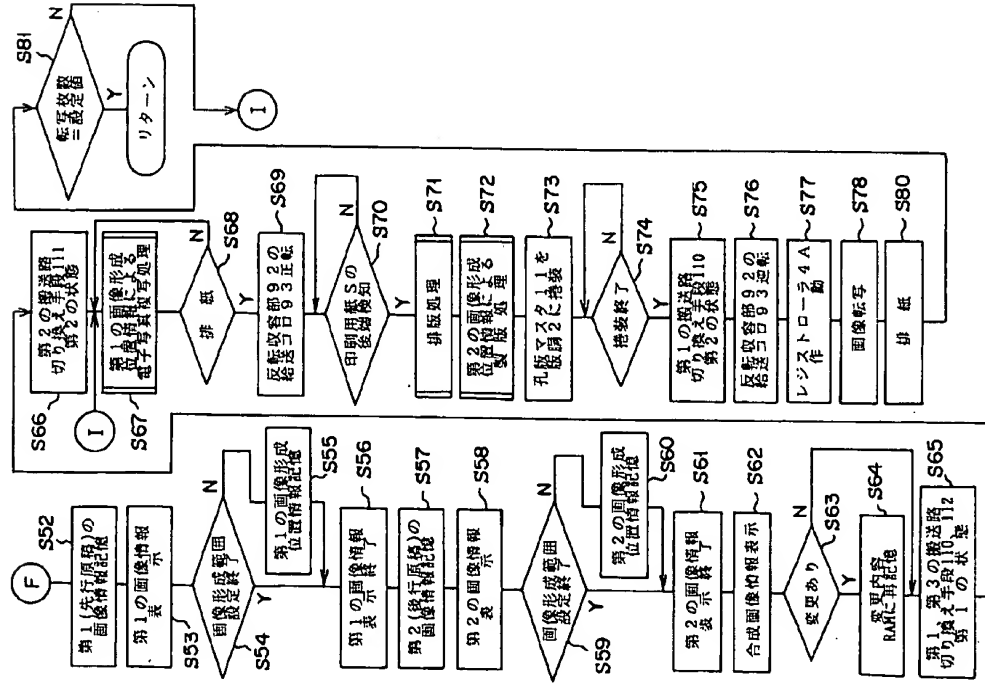 F
S52
第1(先行原稿)の
画像情報記憶
第1の画像情報
表示
S53
画像形成範囲
設定終了
N
Y
S54
第1の画像形成
位置情報記憶
S55
第1の画像情報
表示終了
S56
第2(後行原稿)の
画像情報記憶
S57
第2の画像情報
表示
S58
画像形成範囲
設定終了
N
Y
S59
第2の画像形成
位置情報記憶
S60
第2の画像情報
表示終了
S61
合成画像情報表示
S62
変更あり
N
Y
S63
変更内容
RAMに再記憶
S64
第1、第3の搬送路
切り換え手段110、112
第1の状態
S65
第2の搬送路
切り換え手段111
第2の状態
S66
I
第1の画像形成
位置情報による
電子写真複写処理
S67
排紙
N
Y
S68
反転収容部92の
給送コロ93正転
S69
印刷用紙Sの
後端検知
N
Y
S70
排版処理
S71
第2の画像形成
位置情報による
製版処理
S72
孔版マスタ11を
版胴2に捲装
S73
捲装終了
N
Y
S74
第1の搬送路
切り換え手段110
第2の状態
S75
反転収容部92の
給送コロ93逆転
S76
レジストローラ4A
作動
S77
画像転写
S78
排紙
S80
転写枚数
=設定値
N
Y
S81
リターン
I